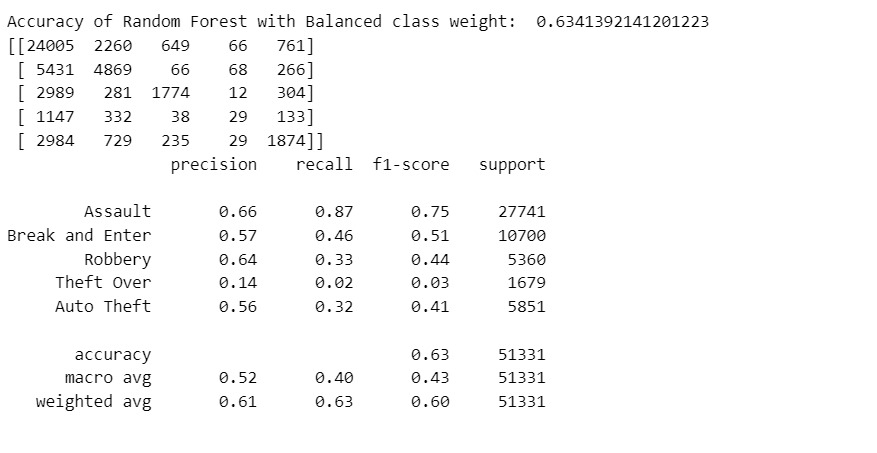 Accuracy of Random Forest with Balanced class weight:  0.6341392141201223
[[24005  2260   649    66   761]
 [ 5431  4869    66    68   266]
 [ 2989   281  1774    12   304]
 [ 1147   332    38    29   133]
 [ 2984   729   235    29  1874]]
                 precision    recall  f1-score   support

        Assault       0.66      0.87      0.75     27741
Break and Enter       0.57      0.46      0.51     10700
        Robbery       0.64      0.33      0.44      5360
     Theft Over       0.14      0.02      0.03      1679
     Auto Theft       0.56      0.32      0.41      5851

       accuracy                           0.63     51331
      macro avg       0.52      0.40      0.43     51331
   weighted avg       0.61      0.63      0.60     51331